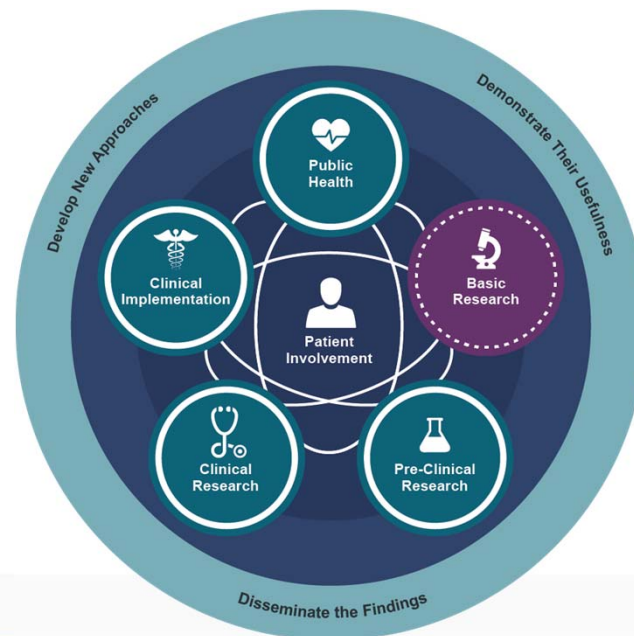 Develop New Approaches
Demonstrate Their Usefulness
Public
Health
Clinical
Implementation
Basic
Research
Patient
Involvement
Clinical
Research
Pre-Clinical
Research
Disseminate the Findings